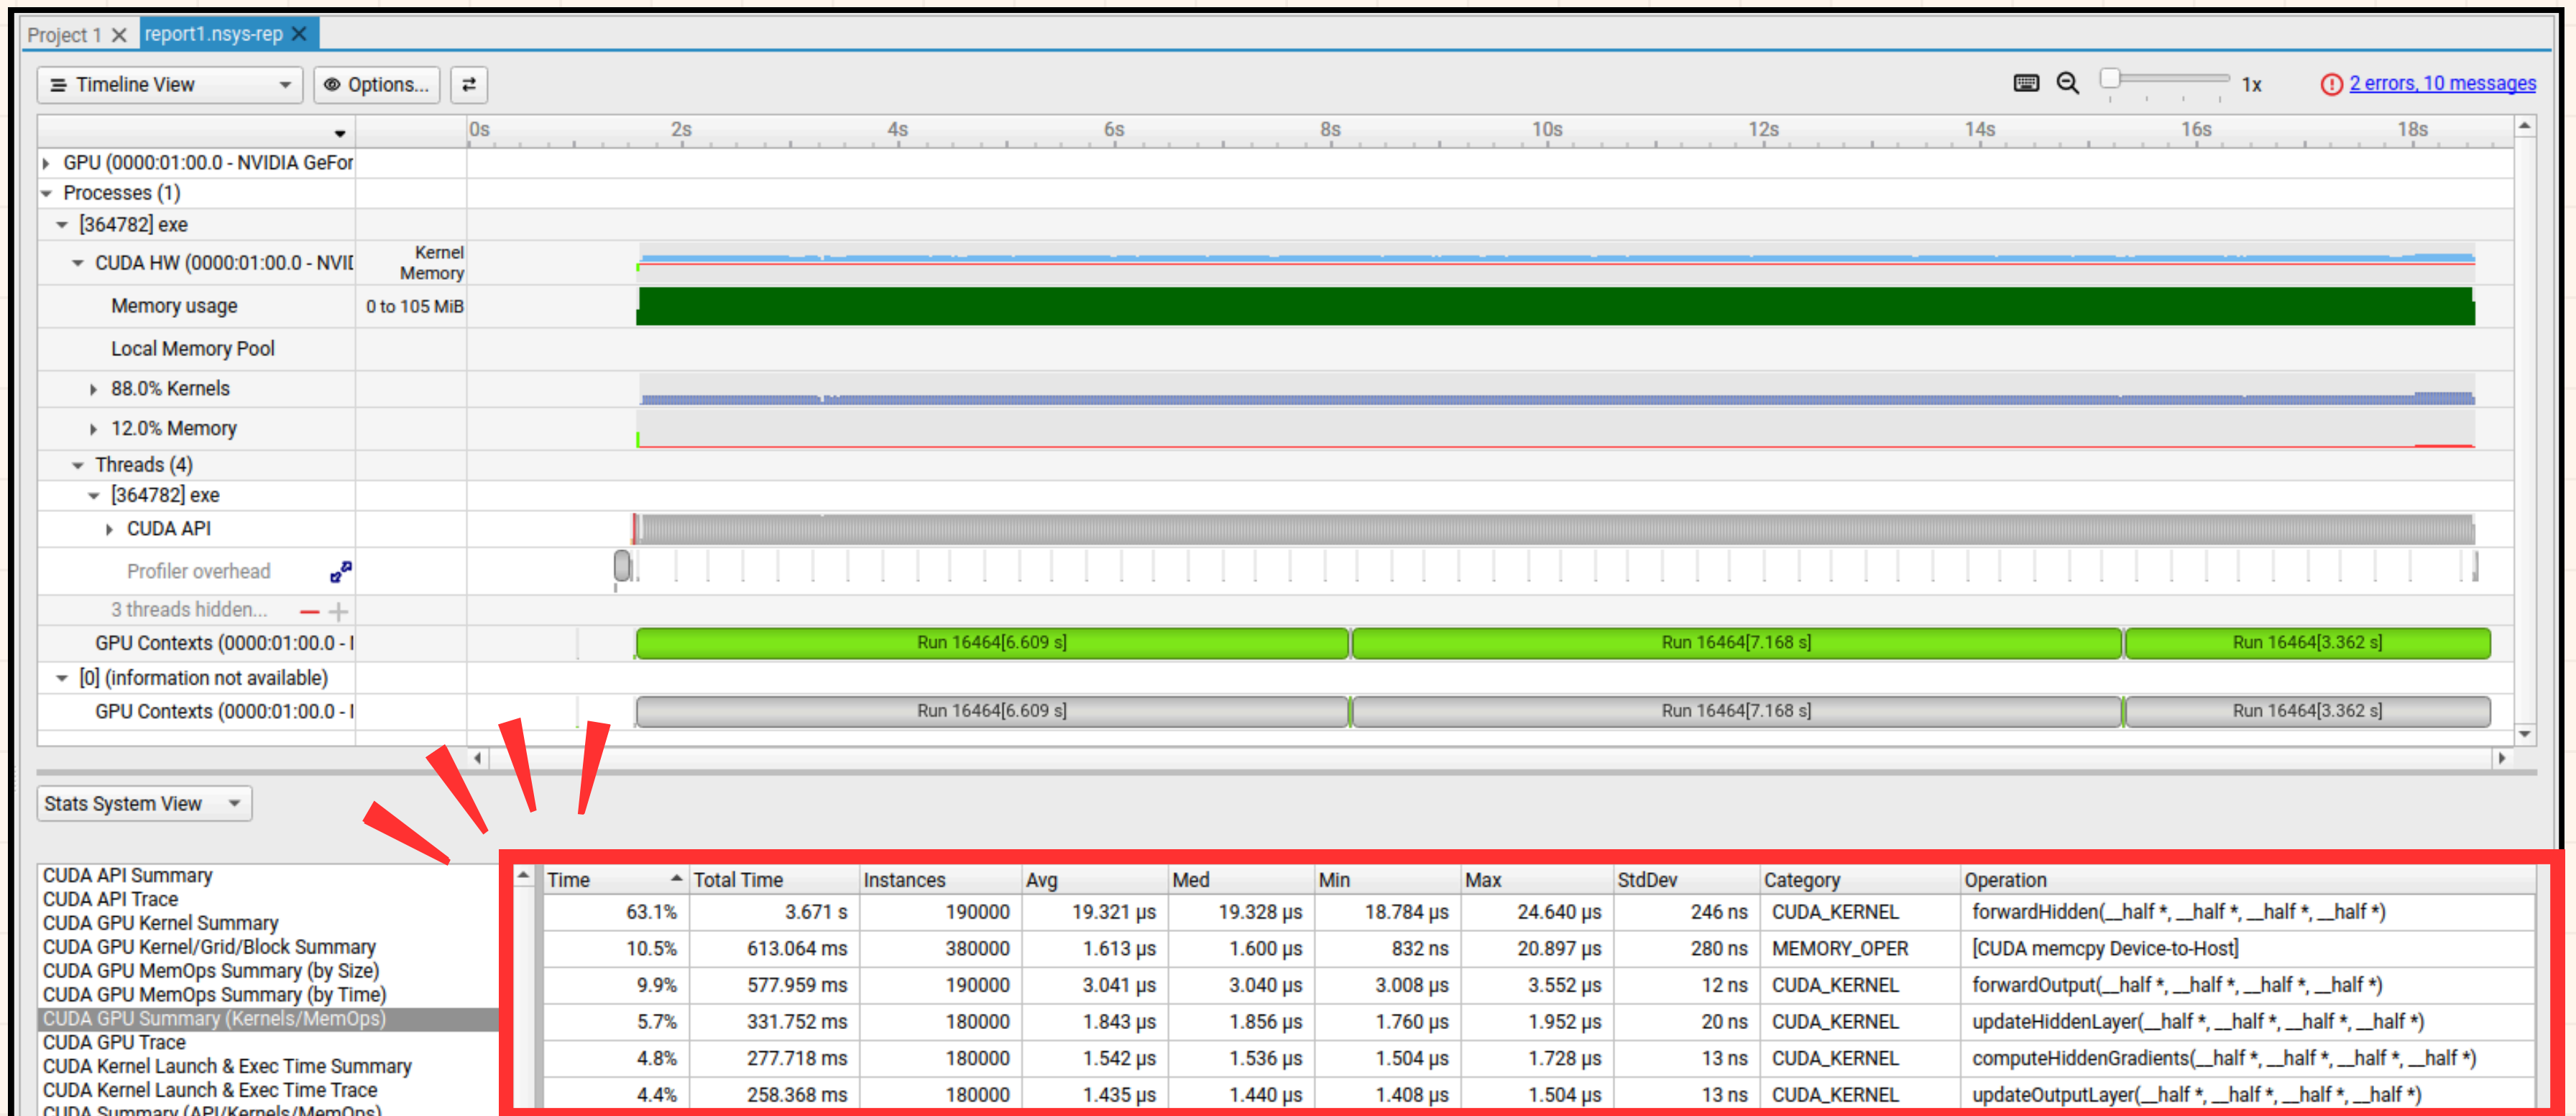 Project 1
report1.nsys-rep
Timeline View
Options...
1x
2 errors, 10 messages
0s 2s 4s 6s 8s 10s 12s 14s 16s 18s
GPU (0000:01:00.0 - NVIDIA GeFor
Processes (1)
[364782] exe
CUDA HW (0000:01:00.0 - NVID
Kernel
Memory
Memory usage
0 to 105 MiB
Local Memory Pool
88.0% Kernels
12.0% Memory
Threads (4)
[364782] exe
CUDA API
Profiler overhead
3 threads hidden...
GPU Contexts (0000:01:00.0 - 
Run 16464[6.609 s] Run 16464[7.168 s] Run 16464[3.362 s]
[0] (information not available)
GPU Contexts (0000:01:00.0 - 
Run 16464[6.609 s] Run 16464[7.168 s] Run 16464[3.362 s]
Stats System View
CUDA API Summary
CUDA API Trace
CUDA GPU Kernel Summary
CUDA GPU Kernel/Grid/Block Summary
CUDA GPU MemOps Summary (by Size)
CUDA GPU MemOps Summary (by Time)
CUDA GPU Summary (Kernels/MemOps)
CUDA GPU Trace
CUDA Kernel Launch & Exec Time Summary
CUDA Kernel Launch & Exec Time Trace
CUDA Summary (API/Kernels/MemOps)
Time Total Time Instances Avg Med Min Max StdDev Category Operation
63.1% 3.671 s 190000 19.321 μs 19.328 μs 18.784 μs 24.640 μs 246 ns CUDA_KERNEL forwardHidden(__half *, __half *, __half *, __half *)
10.5% 613.064 ms 380000 1.613 μs 1.600 μs 832 ns 20.897 μs 280 ns MEMORY_OPER [CUDA memcpy Device-to-Host]
9.9% 577.959 ms 190000 3.041 μs 3.040 μs 3.008 μs 3.552 μs 12 ns CUDA_KERNEL forwardOutput(__half *, __half *, __half *, __half *)
5.7% 331.752 ms 180000 1.843 μs 1.856 μs 1.760 μs 1.952 μs 20 ns CUDA_KERNEL updateHiddenLayer(__half *, __half *, __half *, __half *)
4.8% 277.718 ms 180000 1.542 μs 1.536 μs 1.504 μs 1.728 μs 13 ns CUDA_KERNEL computeHiddenGradients(__half *, __half *, __half *, __half *)
4.4% 258.368 ms 180000 1.435 μs 1.440 μs 1.408 μs 1.504 μs 13 ns CUDA_KERNEL updateOutputLayer(__half *, __half *, __half *, __half *)